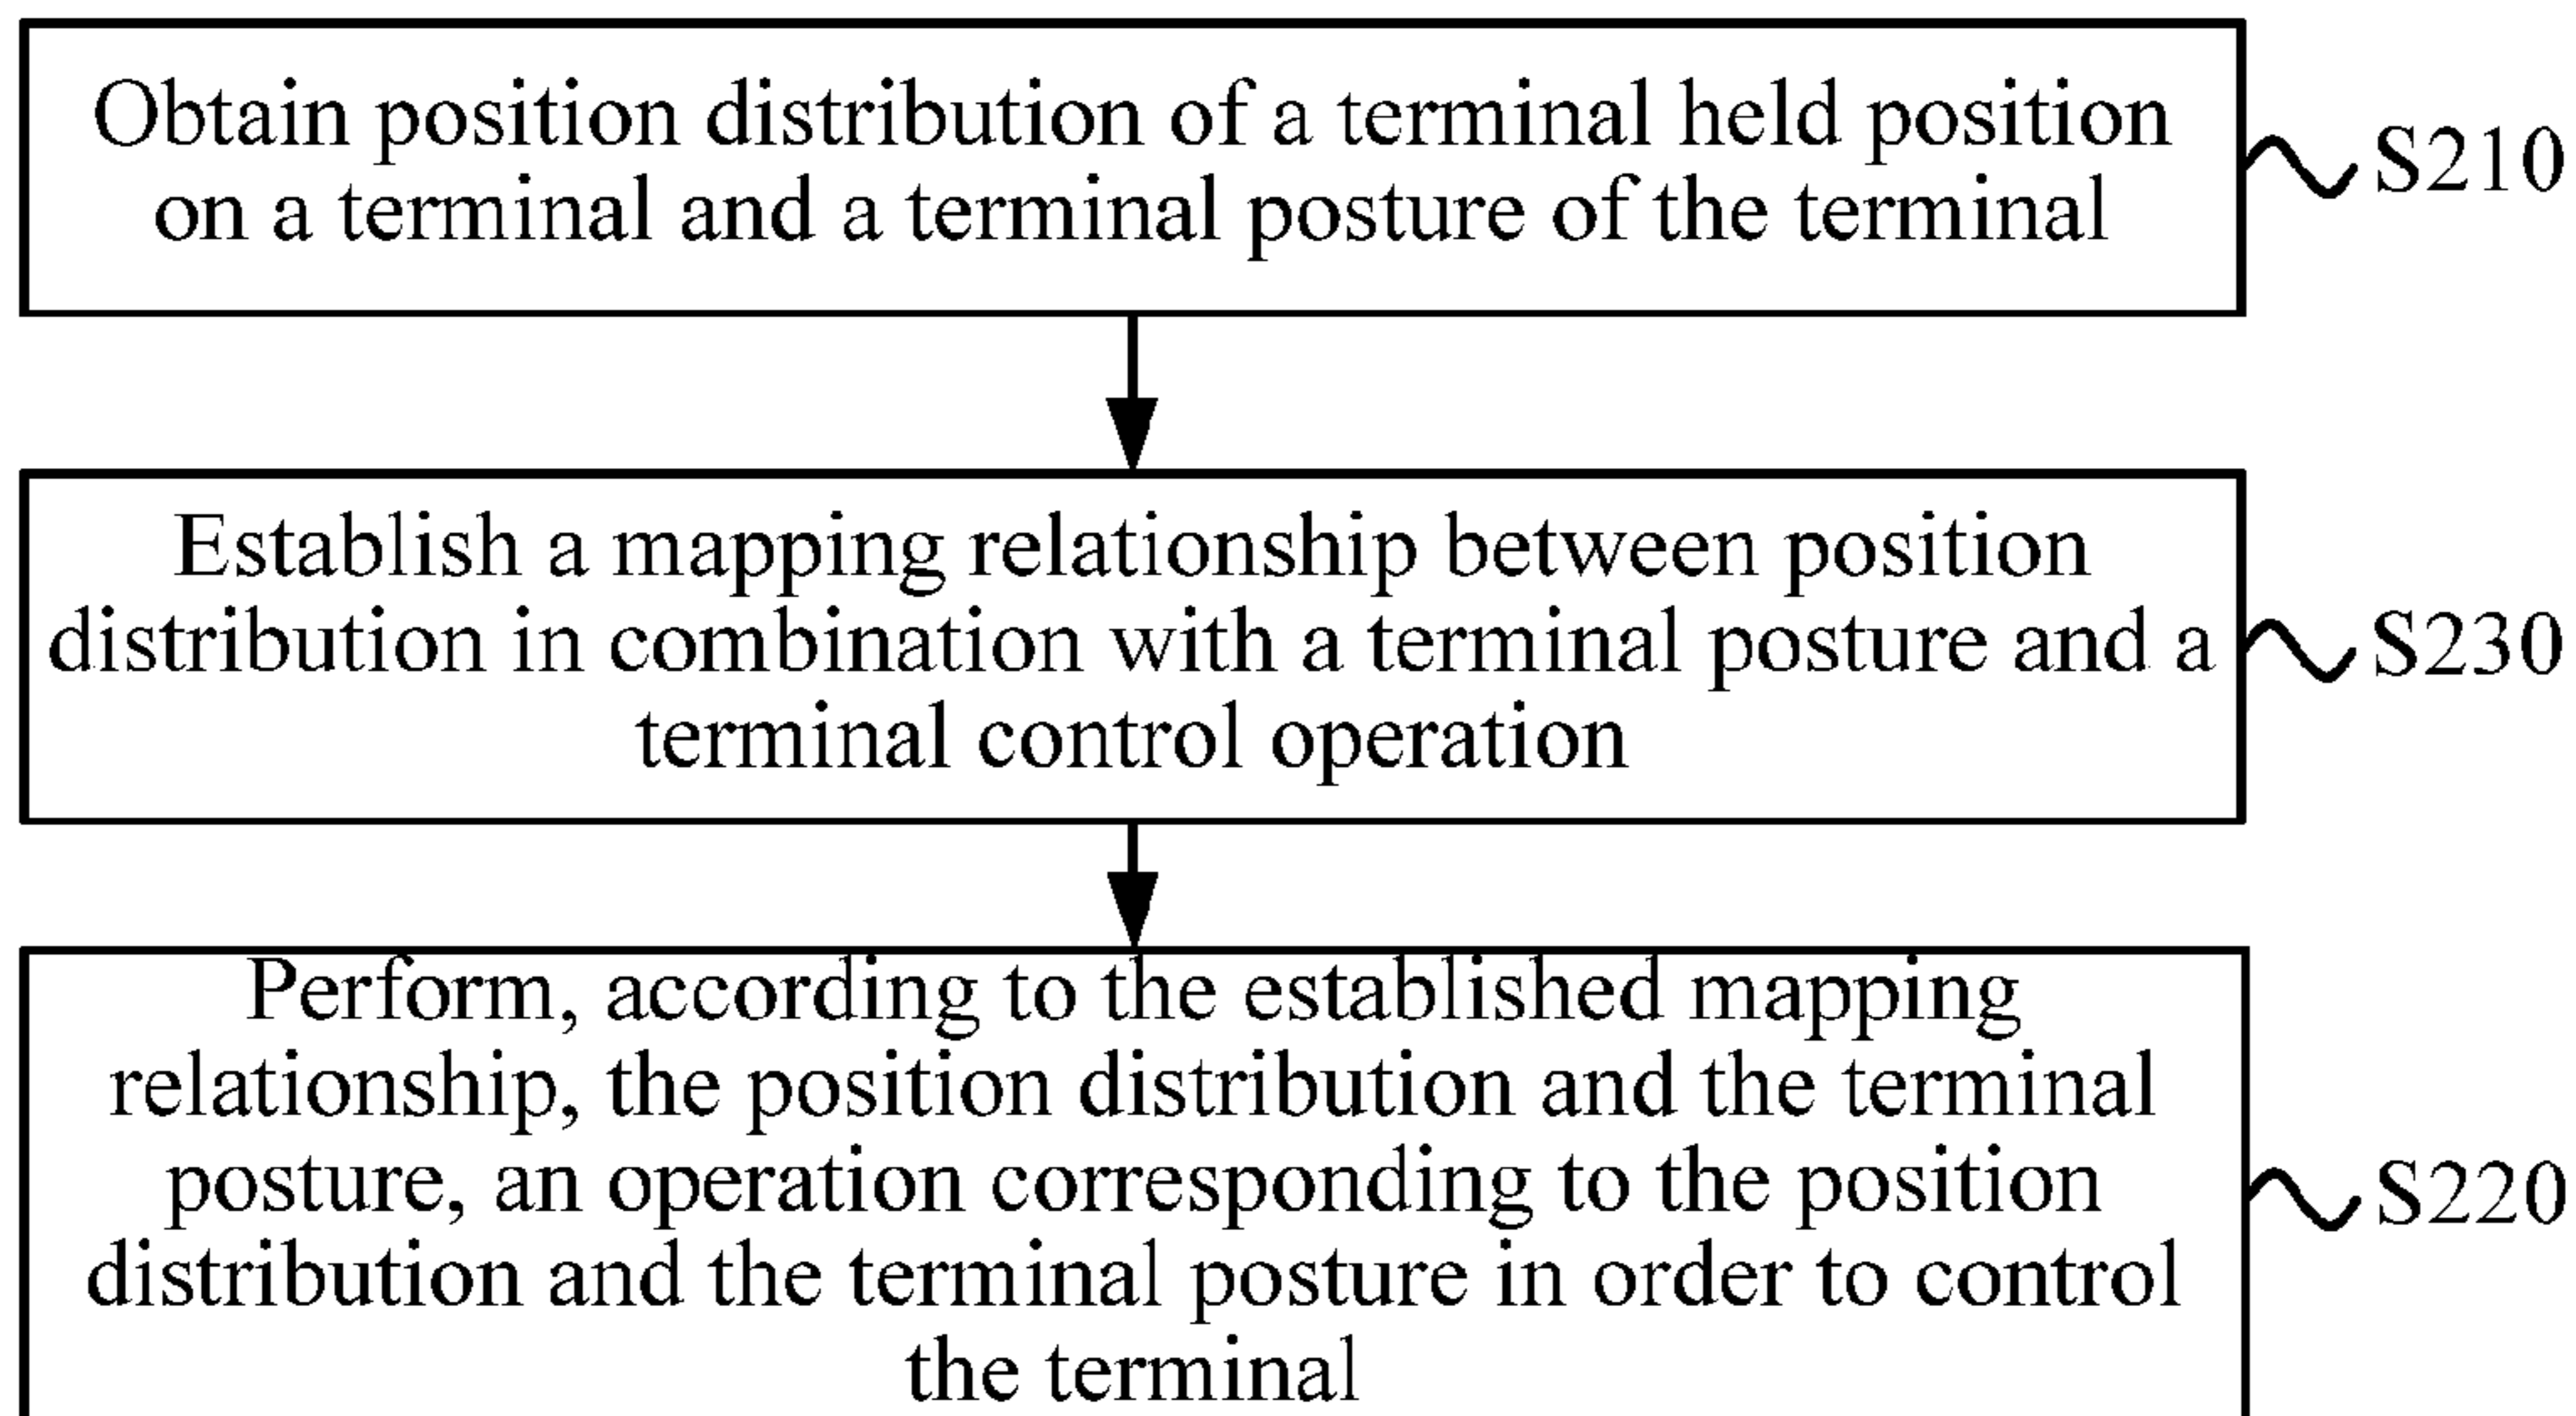 Obtain position distribution of a terminal held position
on a terminal and a terminal posture of the terminal
S210
Establish a mapping relationship between position
distribution in combination with a terminal posture and a
terminal control operation
S230
Perform, according to the established mapping
relationship, the position distribution and the terminal
posture, an operation corresponding to the position
distribution and the terminal posture in order to control
the terminal
S220